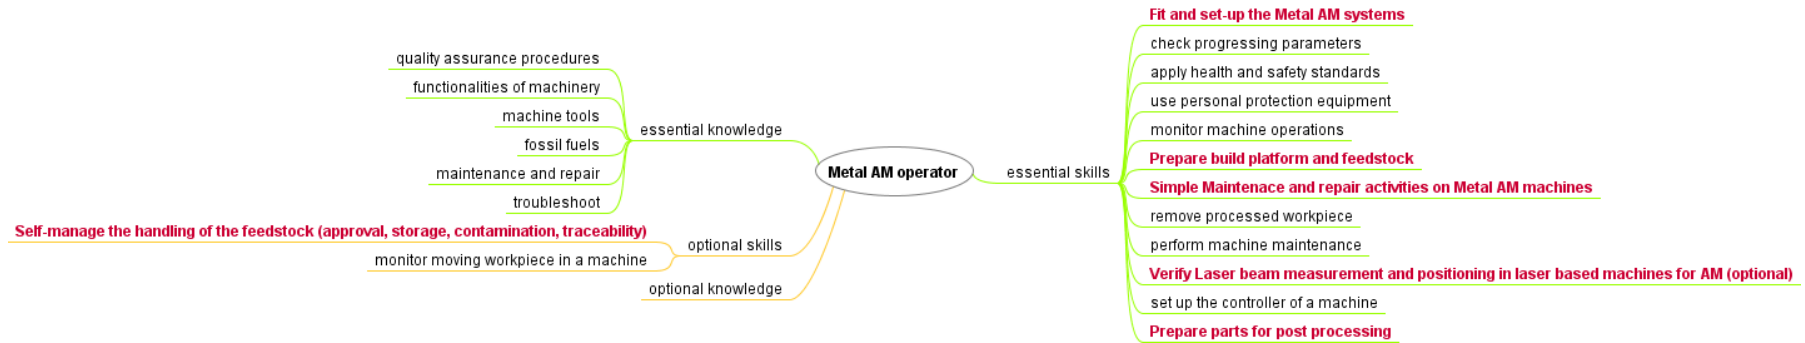 Metal AM operator
essential knowledge
quality assurance procedures
functionalities of machinery
machine tools
fossil fuels
maintenance and repair
troubleshoot
optional skills
Self-manage the handling of the feedstock (approval, storage, contamination, traceability)
monitor moving workpiece in a machine
optional knowledge
essential skills
Fit and set-up the Metal AM systems
check progressing parameters
apply health and safety standards
use personal protection equipment
monitor machine operations
Prepare build platform and feedstock
Simple Maintenace and repair activities on Metal AM machines
remove processed workpiece
perform machine maintenance
Verify Laser beam measurement and positioning in laser based machines for AM (optional)
set up the controller of a machine
Prepare parts for post processing